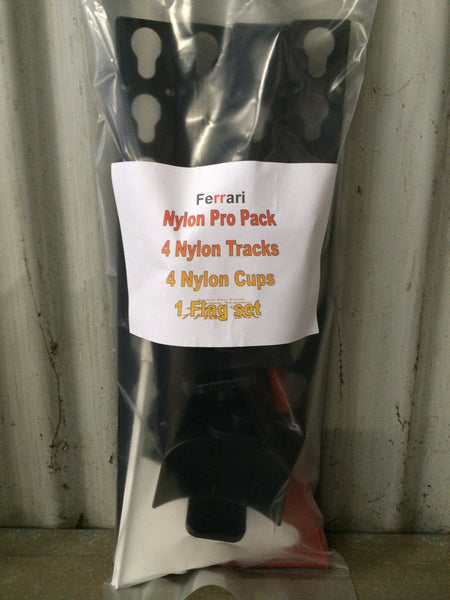 Ferrari
Nylon Pro Pack
4 Nylon Tracks
4 Nylon Cups
1 Flag set